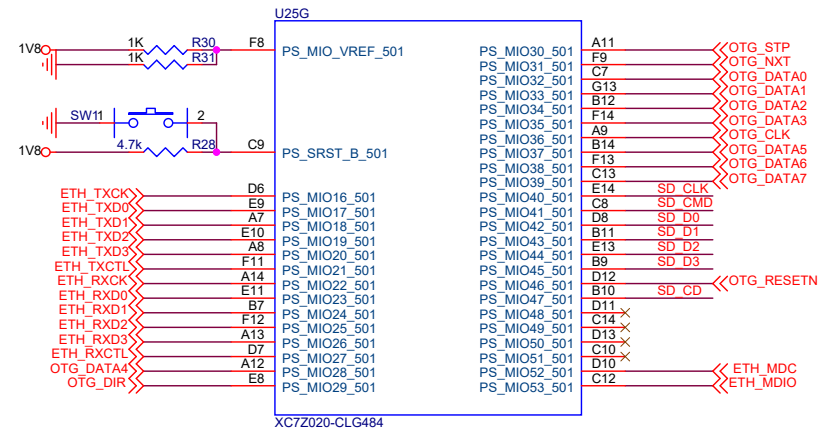 U25G
1V8 1K R30 F8 PS_MIO_VREF_501
1K R31
SW1 1 2
1V8 4.7k R28 C9 PS_SRST_B_501
ETH_TXCK D6 PS_MIO16_501
ETH_TXD0 E9 PS_MIO17_501
ETH_TXD1 A7 PS_MIO18_501
ETH_TXD2 E10 PS_MIO19_501
ETH_TXD3 A8 PS_MIO20_501
ETH_TXCTL F11 PS_MIO21_501
ETH_RXCK A14 PS_MIO22_501
ETH_RXD0 E11 PS_MIO23_501
ETH_RXD1 B7 PS_MIO24_501
ETH_RXD2 F12 PS_MIO25_501
ETH_RXD3 A13 PS_MIO26_501
ETH_RXCTL D7 PS_MIO27_501
OTG_DATA4 A12 PS_MIO28_501
OTG_DIR E8 PS_MIO29_501
PS_MIO30_501 A11 OTG_STP
PS_MIO31_501 F9 OTG_NXT
PS_MIO32_501 C7 OTG_DATA0
PS_MIO33_501 G13 OTG_DATA1
PS_MIO34_501 B12 OTG_DATA2
PS_MIO35_501 F14 OTG_DATA3
PS_MIO36_501 A9 OTG_CLK
PS_MIO37_501 B14 OTG_DATA5
PS_MIO38_501 F13 OTG_DATA6
PS_MIO39_501 C13 OTG_DATA7
PS_MIO40_501 E14 SD_CLK
PS_MIO41_501 C8 SD_CMD
PS_MIO42_501 D8 SD_D0
PS_MIO43_501 B11 SD_D1
PS_MIO44_501 E13 SD_D2
PS_MIO45_501 B9 SD_D3
PS_MIO46_501 D12 OTG_RESETN
PS_MIO47_501 B10 SD_CD
PS_MIO48_501 D11
PS_MIO49_501 C14
PS_MIO50_501 D13
PS_MIO51_501 C10
PS_MIO52_501 D10 ETH_MDC
PS_MIO53_501 C12 ETH_MDIO
XC7Z020-CLG484